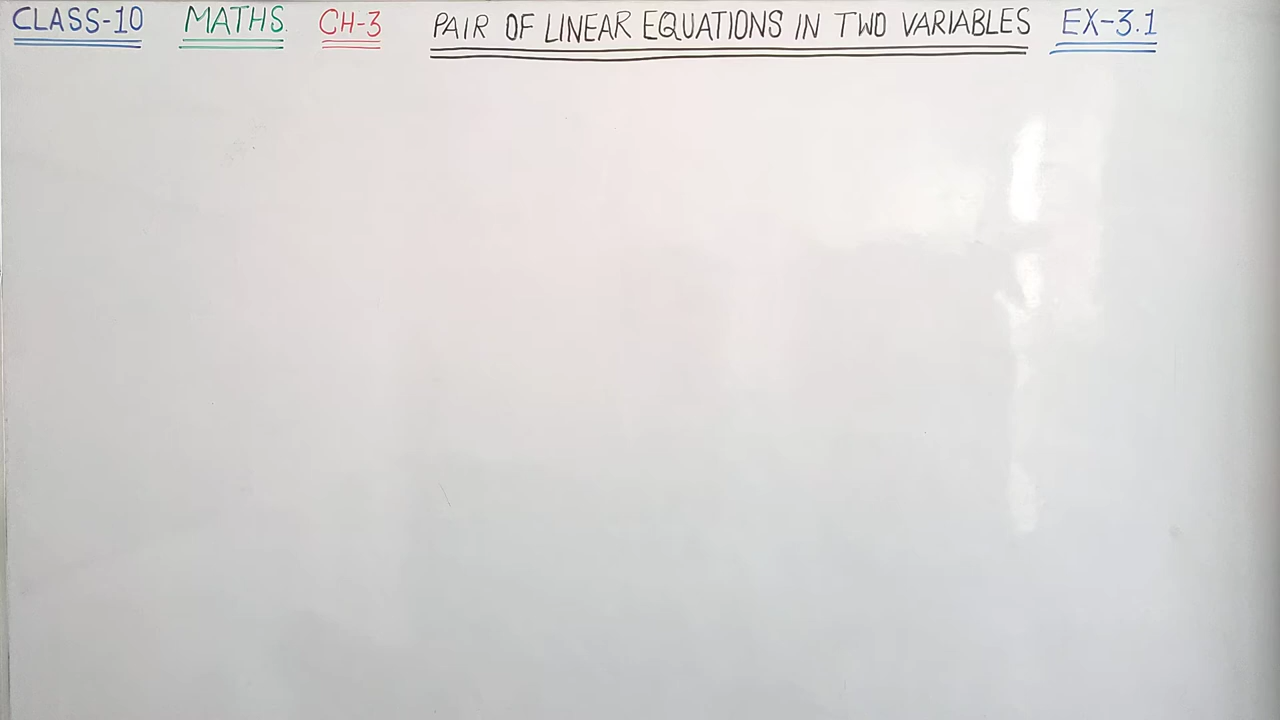 CLASS-10 MATHS. CH-3 PAIR OF LINEAR EQUATIONS IN TWO VARIABLES EX-3.1